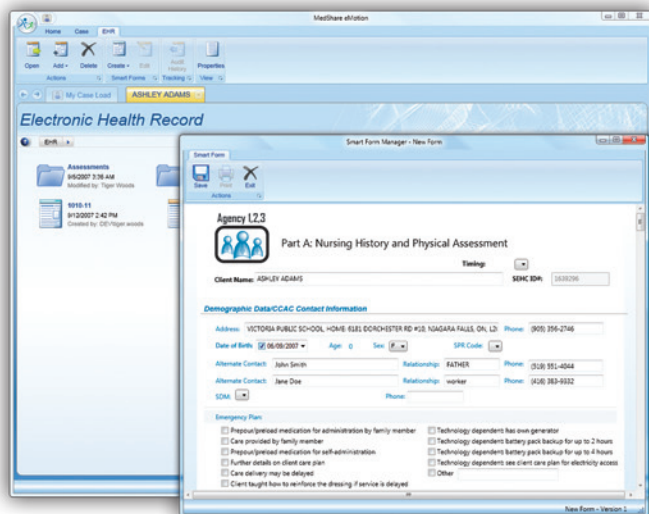 MedShare eMotion
Home Case EHR
Open Add Delete Create Edit Audit History Properties
Actions Smart Forms Tracking View
My Case Load ASHLEY ADAMS
Electronic Health Record
EHR
Assessments
9/6/2007 3:36 AM
Modified by: Tiger Woods
5010-11
9/12/2007 2:42 PM
Created by: DEV\tiger.woods
Smart Form Manager - New Form
Smart Form
Save Print Exit
Actions
Agency 1,2,3
Part A: Nursing History and Physical Assessment
Timing:
Client Name: ASHLEY ADAMS SEHC ID#: 1639296
Demographic Data/CCAC Contact Information
Address: VICTORIA PUBLIC SCHOOL, HOME: 6181 DORCHESTER RD #10, NIAGARA FALLS, ON, Phone: (905) 356-2746
Date of Birth: 06/09/2007 Age: 0 Sex: F SPR Code:
Alternate Contact: John Smith Relationship: FATHER Phone: (519) 551-4044
Alternate Contact: Jane Doe Relationship: worker Phone: (416) 383-9332
SDM: Phone:
Emergency Plan:
Prepour/preload medication for administration by family member Technology dependent has own generator
Care provided by family member Technology dependent battery pack backup for up to 2 hours
Prepour/preload medication for self-administration Technology dependent battery pack backup for up to 4 hours
Further details on client care plan Technology dependent see client care plan for electricity access
Care delivery may be delayed Other
Client taught how to reinforce the dressing if service is delayed
New Form - Version 1